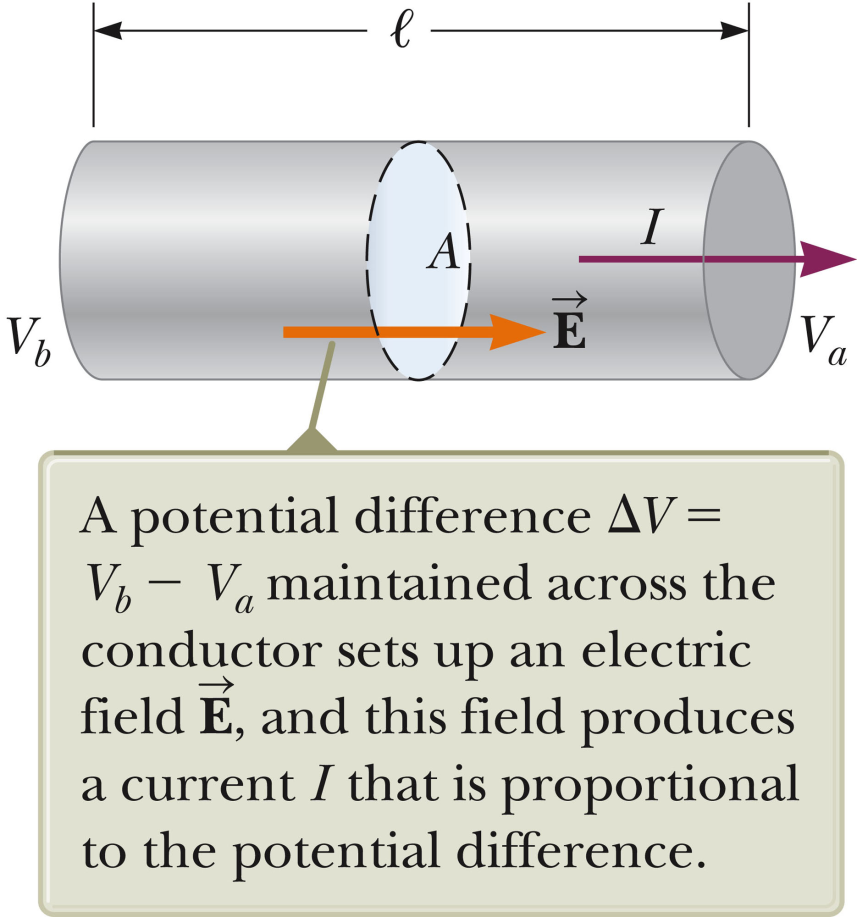 ℓ
A
I
E⃗
V_b
V_a
A potential difference ΔV =
V_b − V_a maintained across the
conductor sets up an electric
field E⃗, and this field produces
a current I that is proportional
to the potential difference.